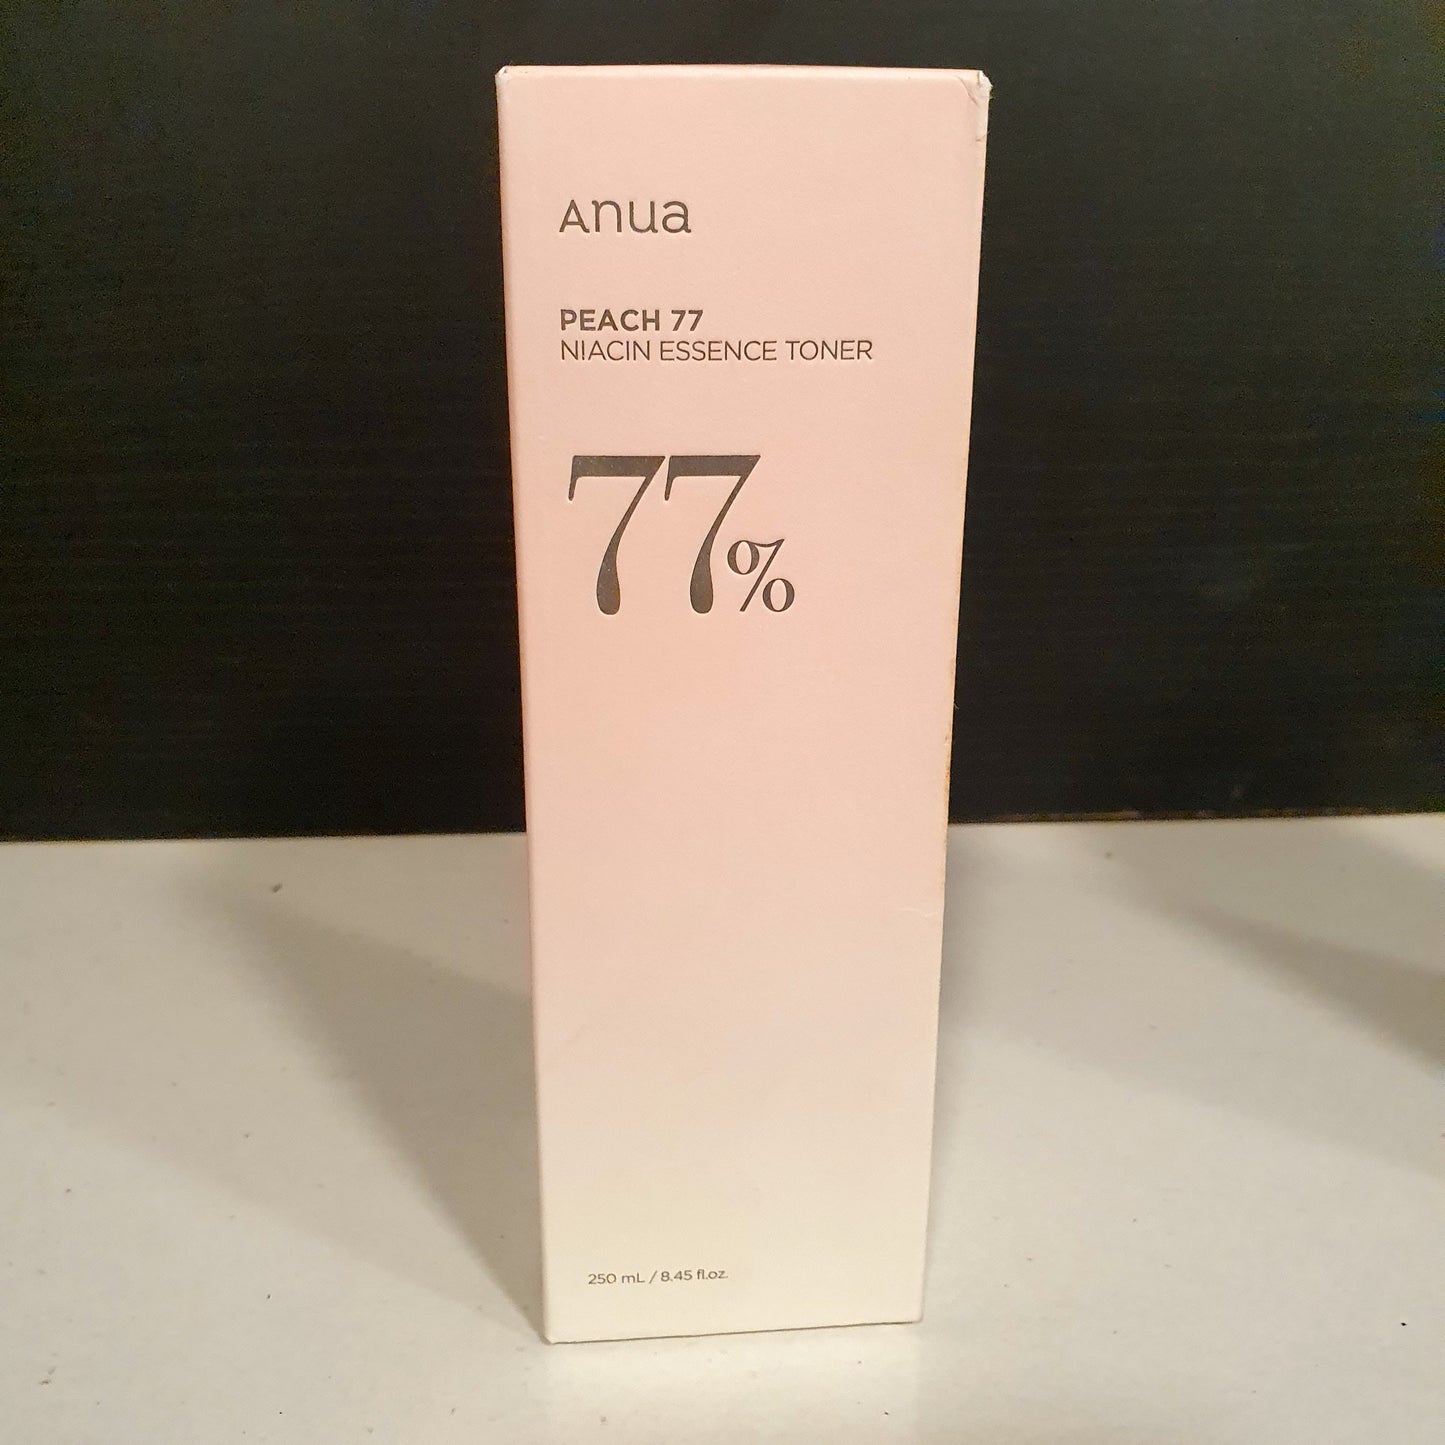 Anua
PEACH 77
NIACIN ESSENCE TONER
77%
250 mL / 8.45 fl.oz.